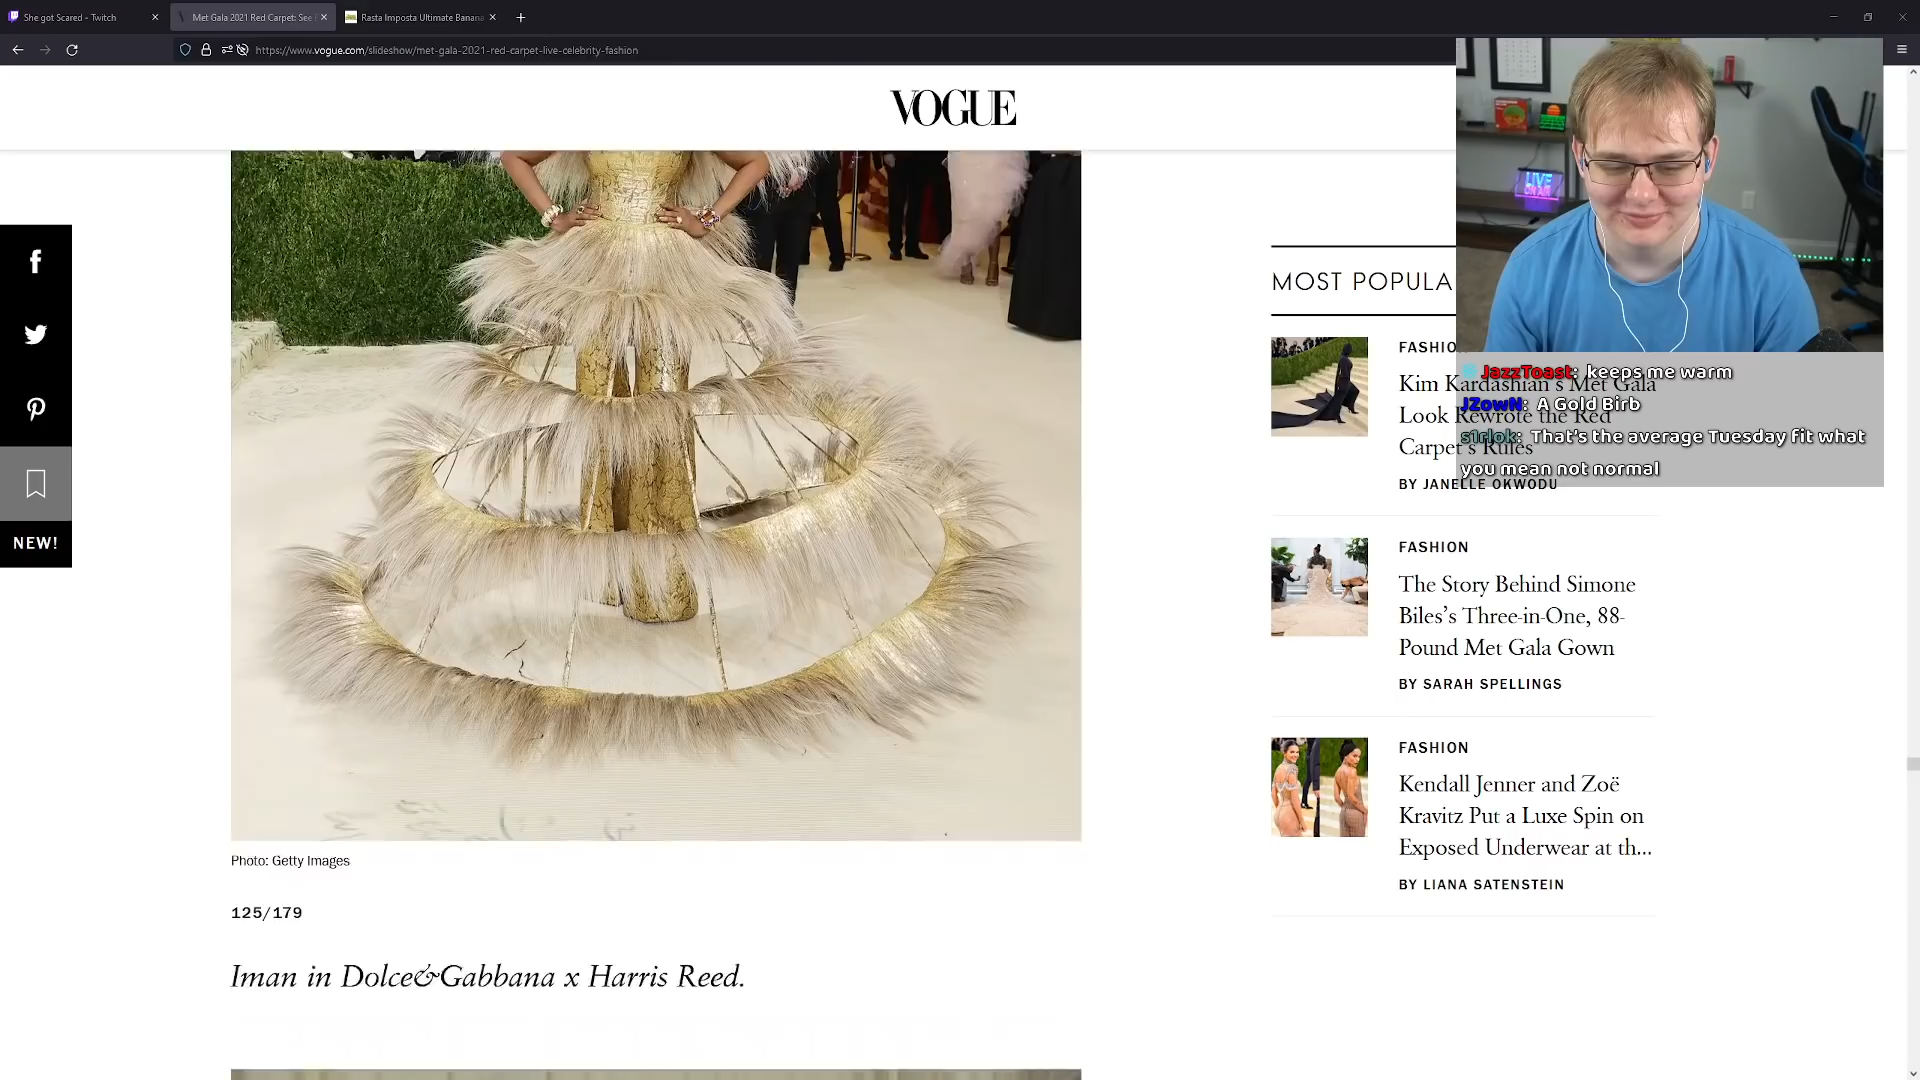 She got Scared - Twitch
Met Gala 2021 Red Carpet: See
Rasta Imposta Ultimate Banana
https://www.vogue.com/slideshow/met-gala-2021-red-carpet-live-celebrity-fashion
VOGUE
NEW!
MOST POPULA
FASHIO
Kim Kardashian's Met Gala
Look Rewrote the Red
Carpet's Rules
BY JANELLE OKWODU
LIVE
JazzToast: keeps me warm
JZowN: A Gold Birb
s1rlok: That's the average Tuesday fit what
you mean not normal
FASHION
The Story Behind Simone
Biles's Three-in-One, 88-
Pound Met Gala Gown
BY SARAH SPELLINGS
FASHION
Kendall Jenner and Zoë
Kravitz Put a Luxe Spin on
Exposed Underwear at th...
BY LIANA SATENSTEIN
Photo: Getty Images
125/179
Iman in Dolce&Gabbana x Harris Reed.